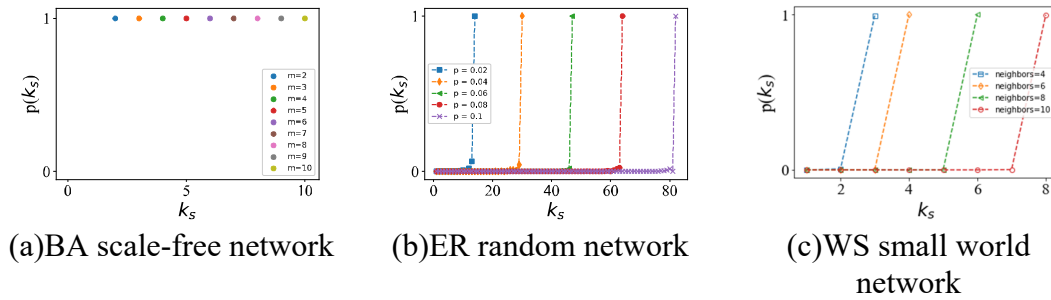 1
p(k_s)
0
m=2
m=3
m=4
m=5
m=6
m=7
m=8
m=9
m=10
0 5 10
k_s
(a)BA scale-free network
1
p(k_s)
0
p = 0.02
p = 0.04
p = 0.06
p = 0.08
p = 0.1
0 20 40 60 80
k_s
(b)ER random network
1
p(k_s)
0
neighbors=4
neighbors=6
neighbors=8
neighbors=10
2 4 6 8
k_s
(c)WS small world
network